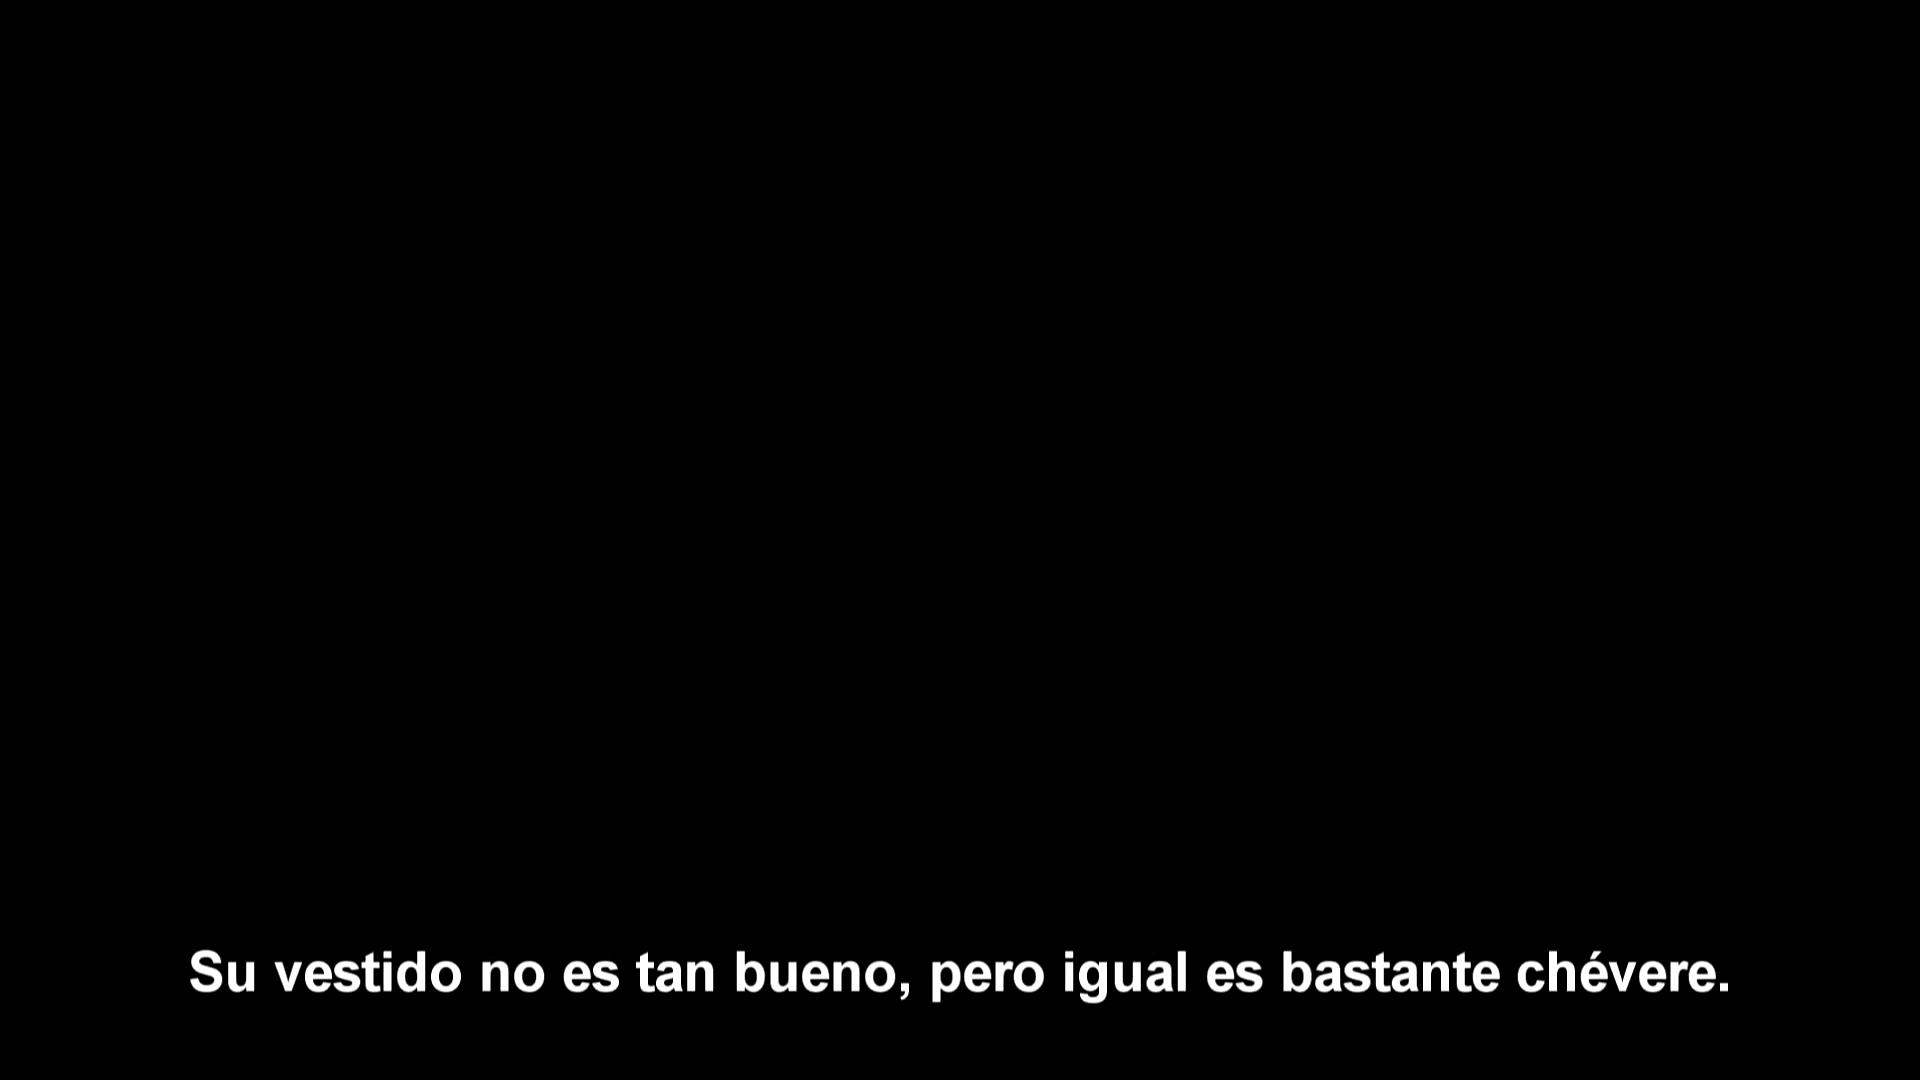 Su vestido no es tan bueno, pero igual es bastante chévere.